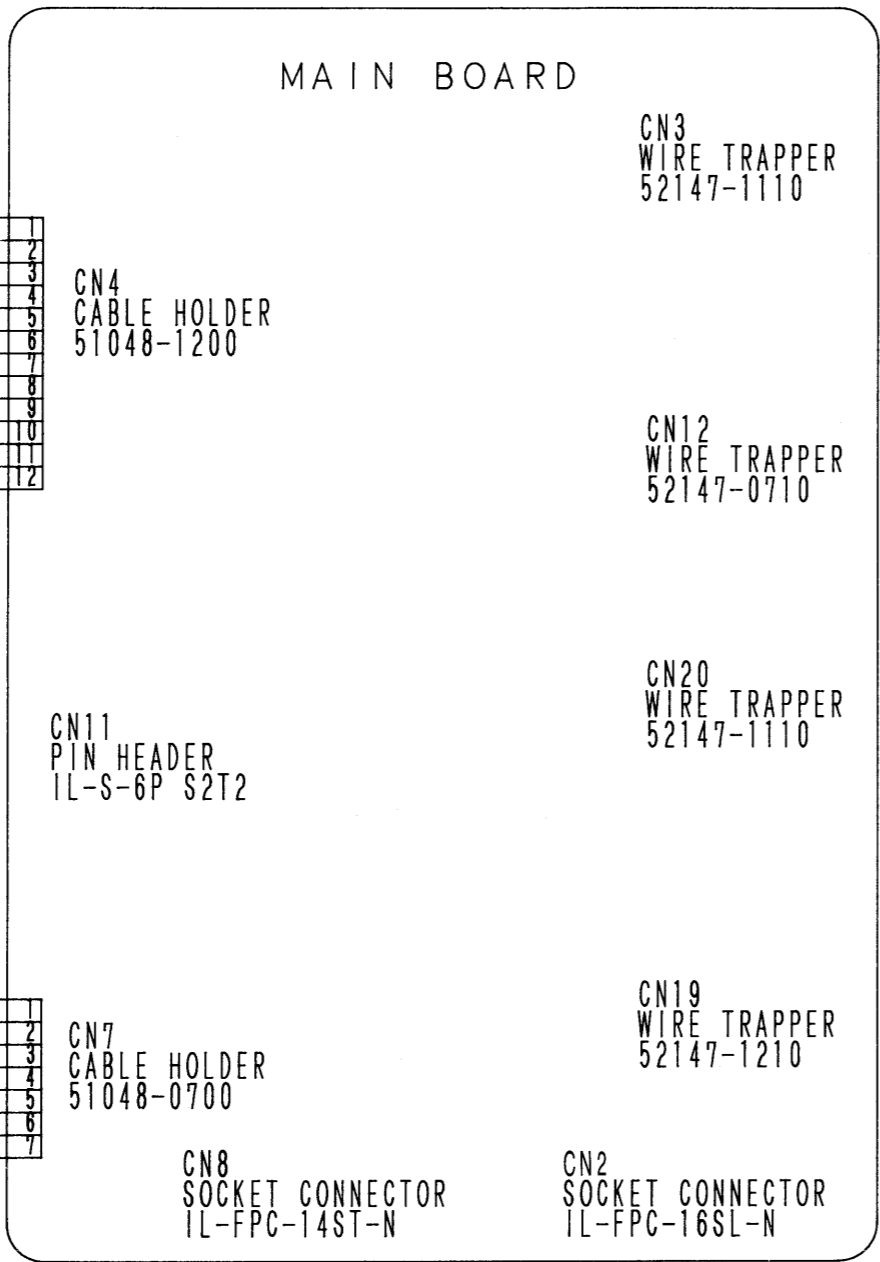 MAIN BOARD
CN3
WIRE TRAPPER
52147-1110
1
2
3
4
5
6
7
8
9
10
11
12
CN4
CABLE HOLDER
51048-1200
CN12
WIRE TRAPPER
52147-0710
CN20
WIRE TRAPPER
52147-1110
CN11
PIN HEADER
IL-S-6P S2T2
CN19
WIRE TRAPPER
52147-1210
1
2
3
4
5
6
7
CN7
CABLE HOLDER
51048-0700
CN8
SOCKET CONNECTOR
IL-FPC-14ST-N
CN2
SOCKET CONNECTOR
IL-FPC-16SL-N